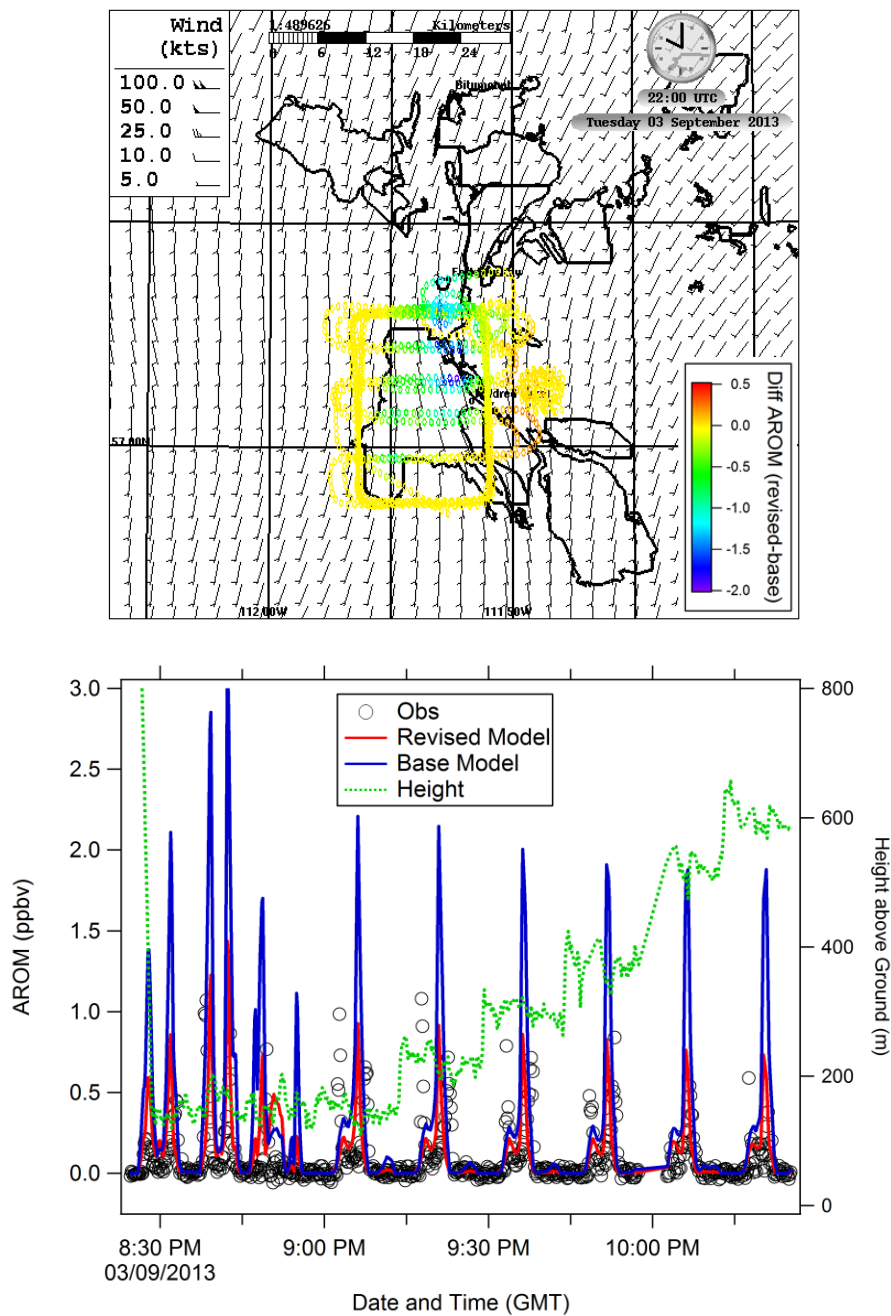 Wind
(kts)
100.0
50.0
25.0
10.0
5.0
1:489626 Kilometers
0 6 12 18 24
22:00 UTC
Tuesday 03 September 2013
57.00N
112.00W
111.50W
Diff AROM (revised-base)
0.5
0.0
-0.5
-1.0
-1.5
-2.0
Obs
Revised Model
Base Model
Height
AROM (ppbv)
3.0
2.5
2.0
1.5
1.0
0.5
0.0
Height above Ground (m)
800
600
400
200
0
8:30 PM
9:00 PM
9:30 PM
10:00 PM
03/09/2013
Date and Time (GMT)